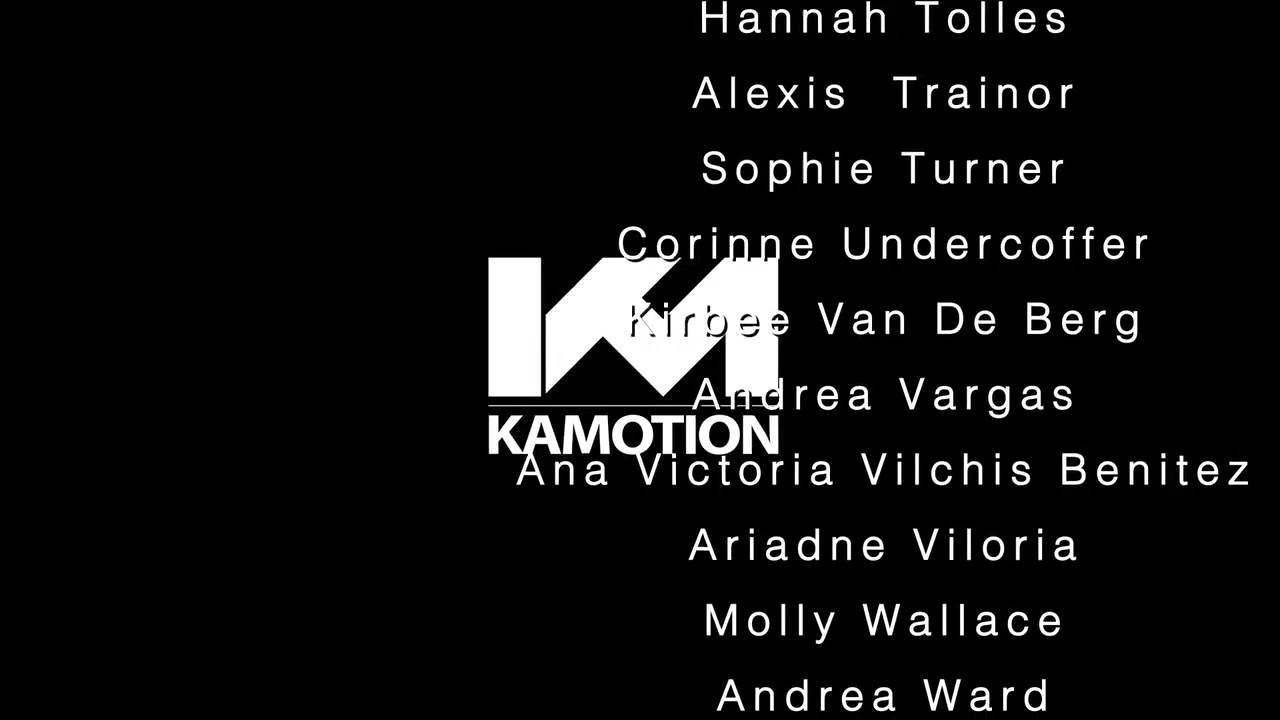 Hannah Tolles
Alexis Trainor
Sophie Turner
Corinne Undercoffer
Kirbee Van De Berg
Andrea Vargas
KAMOTION
Ana Victoria Vilchis Benitez
Ariadne Viloria
Molly Wallace
Andrea Ward